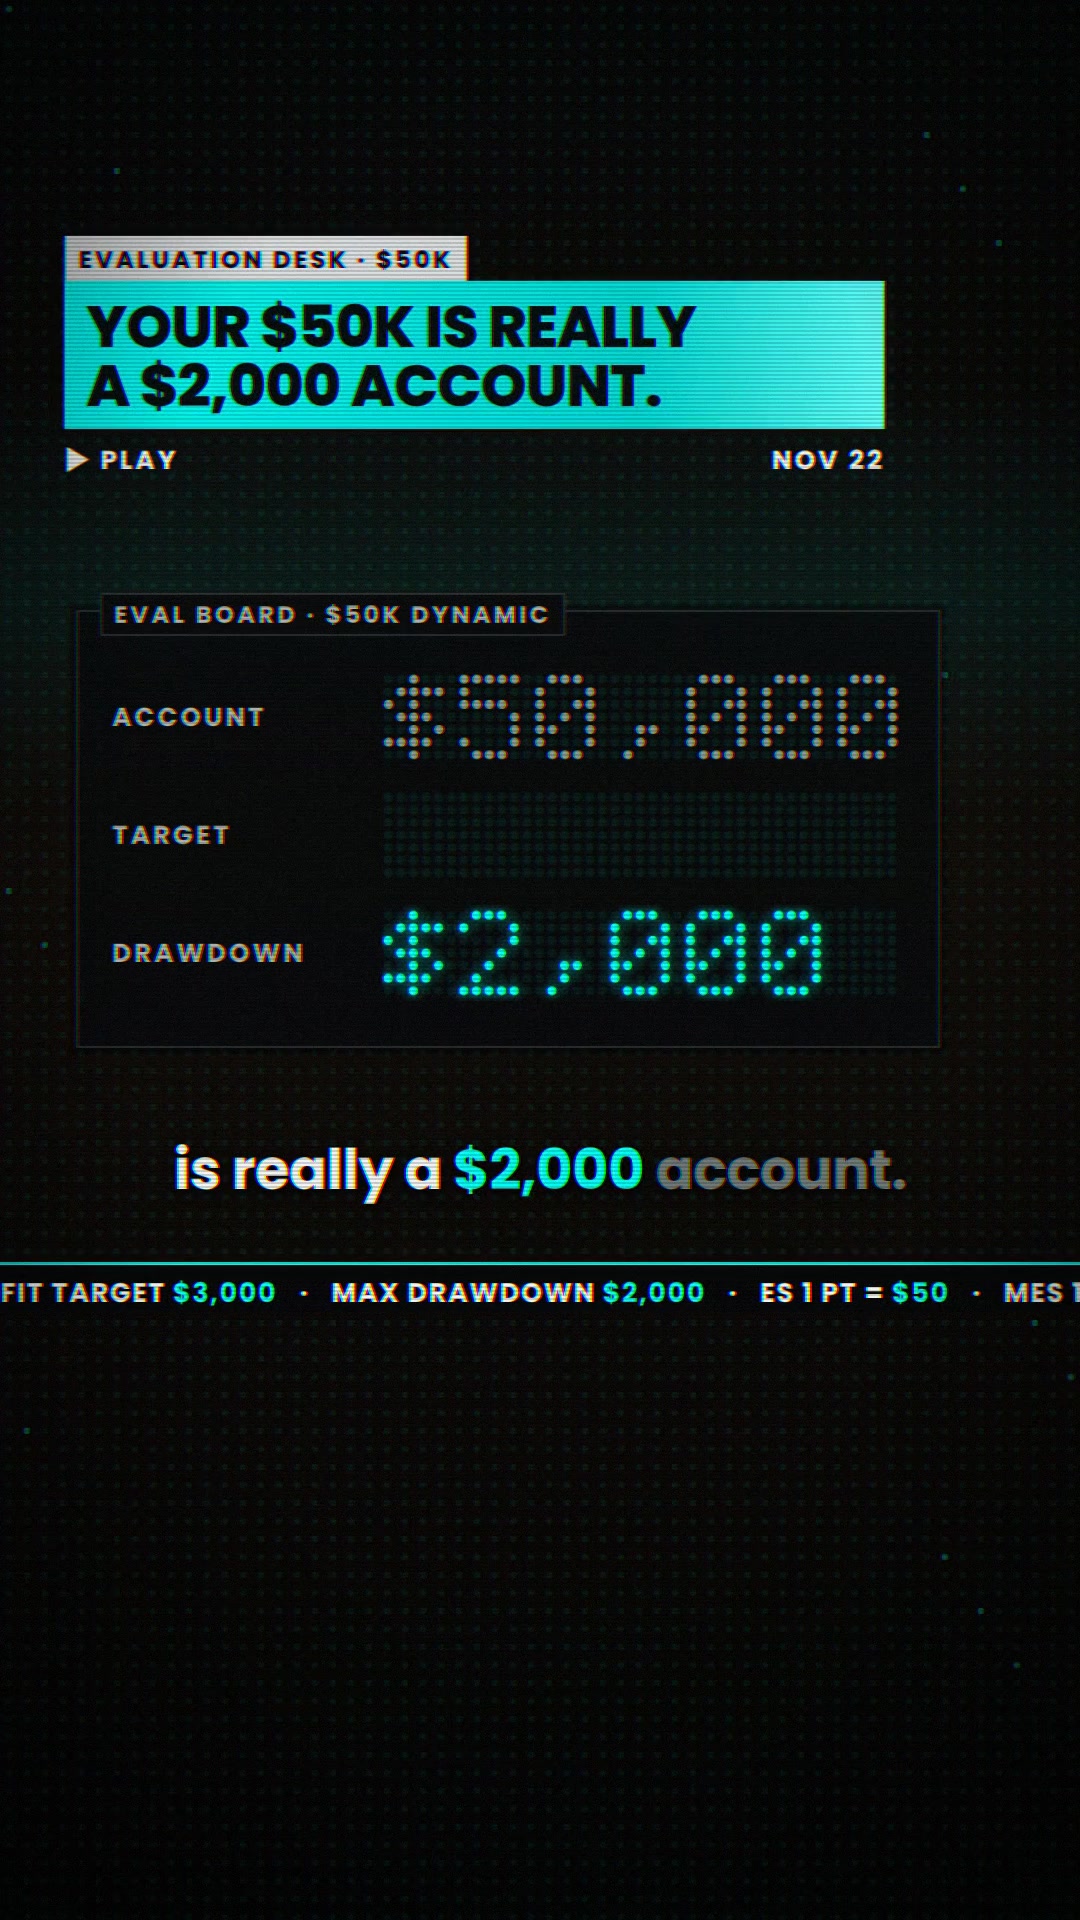 EVALUATION DESK · $50K
YOUR $50K IS REALLY
A $2,000 ACCOUNT.
▶ PLAY
NOV 22
EVAL BOARD · $50K DYNAMIC
ACCOUNT $50,000
TARGET
DRAWDOWN $2,000
is really a $2,000 account.
FIT TARGET $3,000 · MAX DRAWDOWN $2,000 · ES 1 PT = $50 · MES